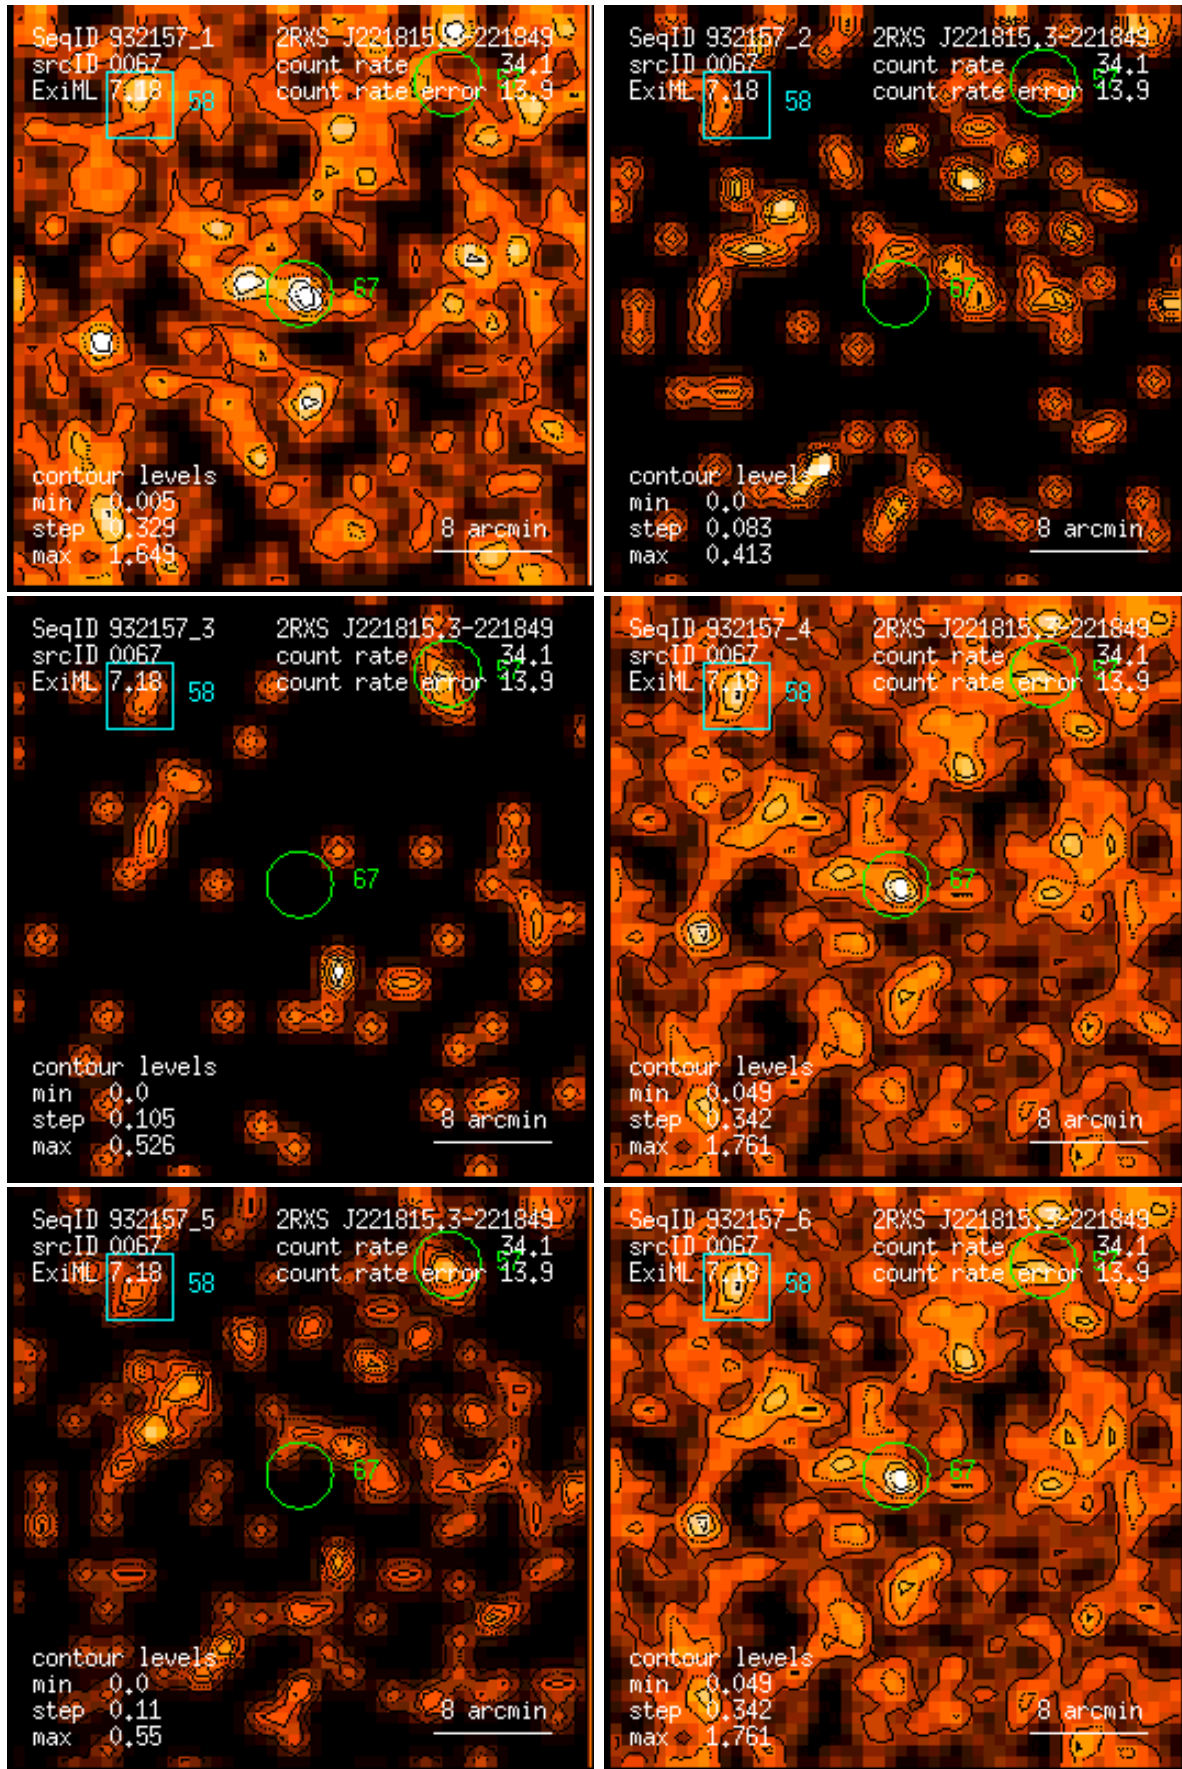 SeqID 932157_1 2RXS J221815.3-221849
srcID 0067 count rate 34.1
ExiML 7.18 count rate error 13.9
57
58
67
contour levels
min 0.005
step 0.329
max 1.649
8 arcmin
SeqID 932157_2 2RXS J221815.3-221849
srcID 0067 count rate 34.1
ExiML 7.18 count rate error 13.9
57
58
67
contour levels
min 0.0
step 0.083
max 0.413
8 arcmin
SeqID 932157_3 2RXS J221815.3-221849
srcID 0067 count rate 34.1
ExiML 7.18 count rate error 13.9
57
58
67
contour levels
min 0.0
step 0.105
max 0.526
8 arcmin
SeqID 932157_4 2RXS J221815.3-221849
srcID 0067 count rate 34.1
ExiML 7.18 count rate error 13.9
57
58
67
contour levels
min 0.049
step 0.342
max 1.761
8 arcmin
SeqID 932157_5 2RXS J221815.3-221849
srcID 0067 count rate 34.1
ExiML 7.18 count rate error 13.9
57
58
67
contour levels
min 0.0
step 0.11
max 0.55
8 arcmin
SeqID 932157_6 2RXS J221815.3-221849
srcID 0067 count rate 34.1
ExiML 7.18 count rate error 13.9
57
58
67
contour levels
min 0.049
step 0.342
max 1.761
8 arcmin